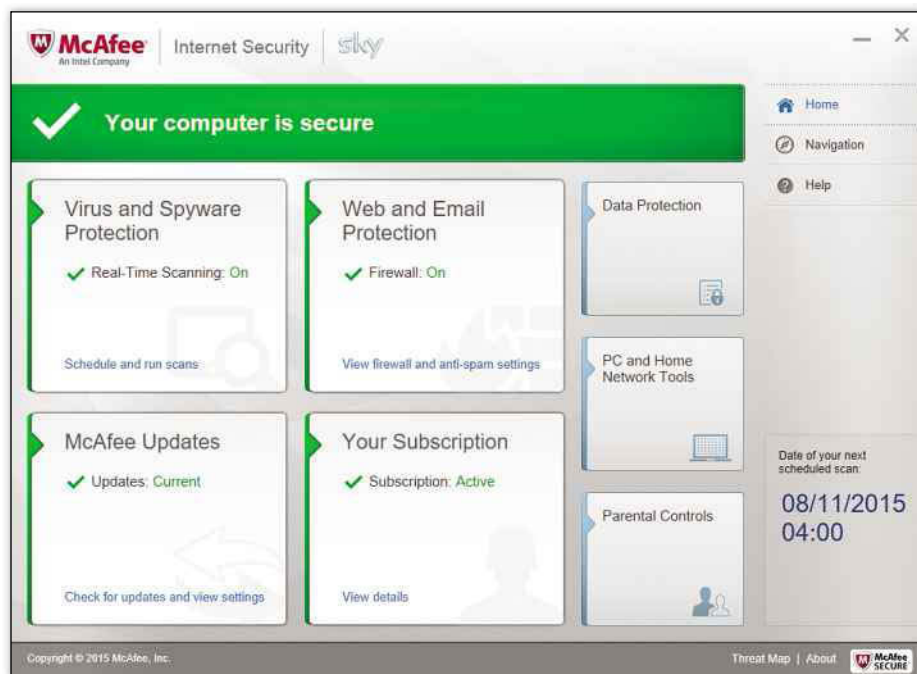 McAfee
An Intel Company
Internet Security
sky
Your computer is secure
Home
Navigation
Help
Virus and Spyware
Protection
Real-Time Scanning: On
Schedule and run scans
Web and Email
Protection
Firewall: On
View firewall and anti-spam settings
Data Protection
PC and Home
Network Tools
McAfee Updates
Updates: Current
Check for updates and view settings
Your Subscription
Subscription: Active
View details
Parental Controls
Date of your next
scheduled scan:
08/11/2015
04:00
Copyright © 2015 McAfee, Inc.
Threat Map | About
McAfee
SECURE